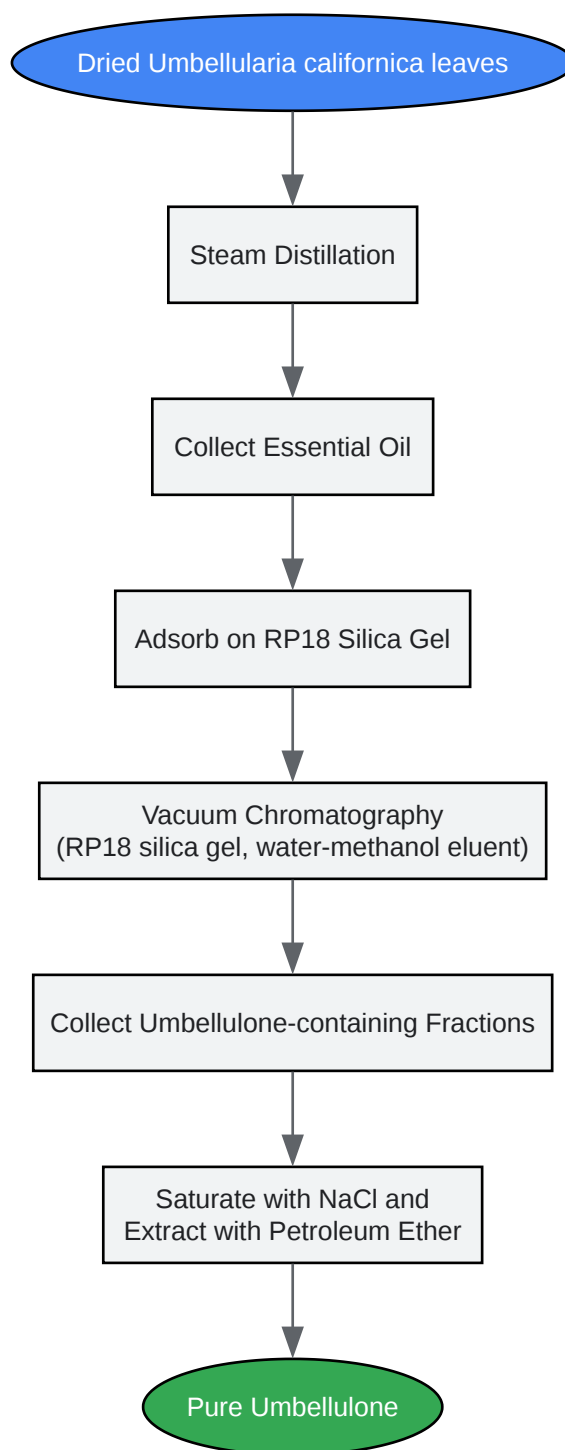 Dried Umbellularia californica leaves
Steam Distillation
Collect Essential Oil
Adsorb on RP18 Silica Gel
Vacuum Chromatography
(RP18 silica gel, water-methanol eluent)
Collect Umbellulone-containing Fractions
Saturate with NaCl and
Extract with Petroleum Ether
Pure Umbellulone